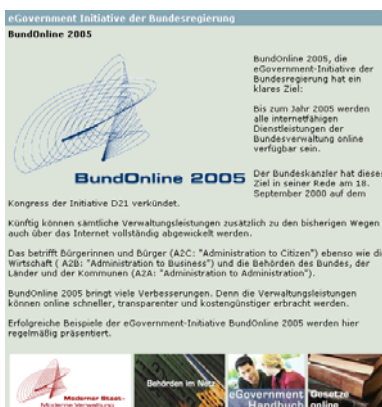 eGovernment Initiative der Bundesregierung
BundOnline 2005
BundOnline 2005, die
eGovernment-Initiative der
Bundesregierung hat ein
klares Ziel:
Bis zum Jahr 2005 werden
alle internetfähigen
Dienstleistungen der
Bundesverwaltung online
verfügbar sein.
BundOnline 2005
Der Bundeskanzler hat dieses
Ziel in seiner Rede am 18.
September 2000 auf dem
Kongress der Initiative D21 verkündet.
Künftig können sämtliche Verwaltungsleistungen zusätzlich zu den bisherigen Wegen
auch über das Internet vollständig abgewickelt werden.
Das betrifft Bürgerinnen und Bürger (A2C: "Administration to Citizen") ebenso wie di
Wirtschaft ( A2B: "Administration to Business") und die Behörden des Bundes, der
Länder und der Kommunen (A2A: "Administration to Administration").
BundOnline 2005 bringt viele Verbesserungen. Denn die Verwaltungsleistungen
können online schneller, transparenter und kostengünstiger erbracht werden.
Erfolgreiche Beispiele der eGovernment-Initiative BundOnline 2005 werden hier
regelmäßig präsentiert.
Moderner Staat-
Moderne Verwaltung
Behörden im Netz
eGovernment
Handbuch
Gesetze
online